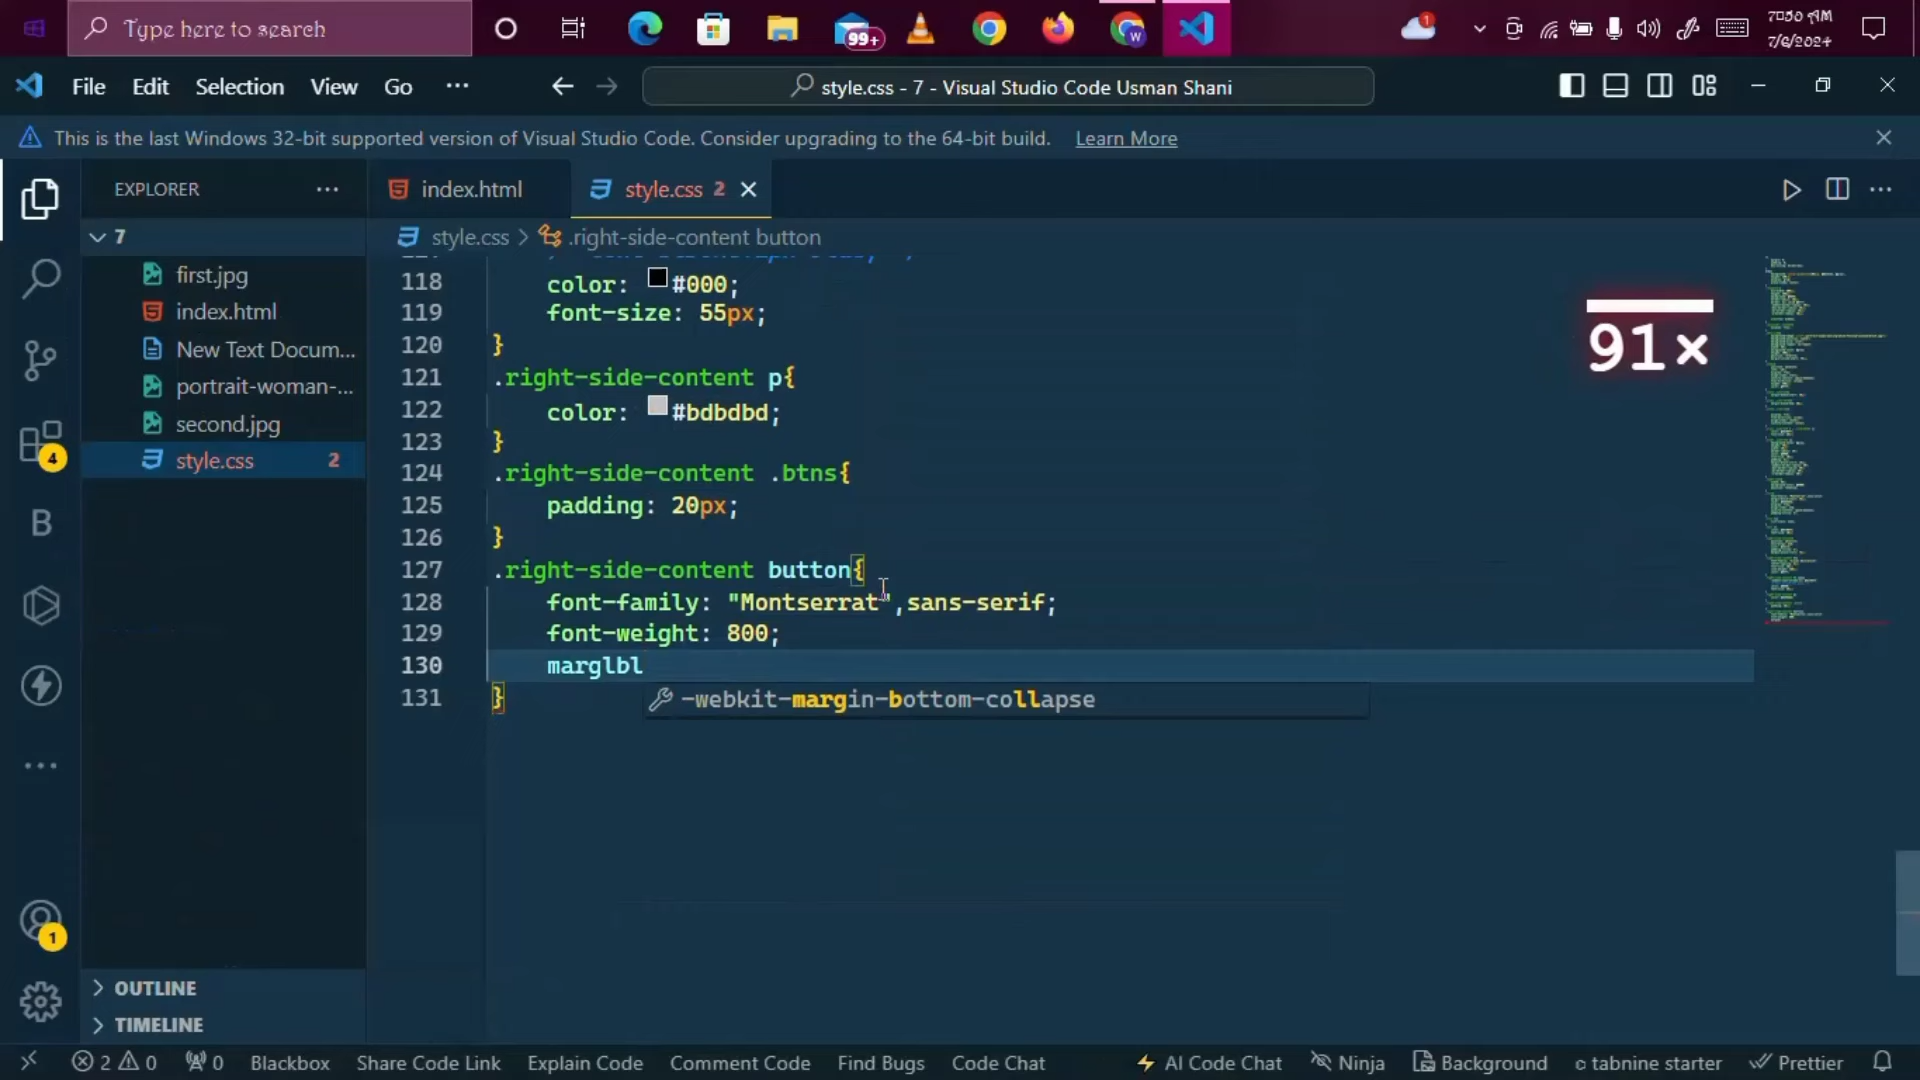 Type here to search
99+
W
1
7:50 AM
7/6/2024
File Edit Selection View Go ...
style.css - 7 - Visual Studio Code Usman Shani
This is the last Windows 32-bit supported version of Visual Studio Code. Consider upgrading to the 64-bit build. Learn More
EXPLORER
index.html
style.css 2
7
style.css > .right-side-content button
first.jpg
index.html
New Text Docum...
portrait-woman-...
second.jpg
style.css 2
118 color: #000;
119 font-size: 55px;
120 }
121 .right-side-content p{
122 color: #bdbdbd;
123 }
124 .right-side-content .btns{
125 padding: 20px;
126 }
127 .right-side-content button{
128 font-family: "Montserrat",sans-serif;
129 font-weight: 800;
130 marglbl
131 }
-webkit-margin-bottom-collapse
91×
4
B
1
OUTLINE
TIMELINE
2 0 0 Blackbox Share Code Link Explain Code Comment Code Find Bugs Code Chat AI Code Chat Ninja Background tabnine starter Prettier